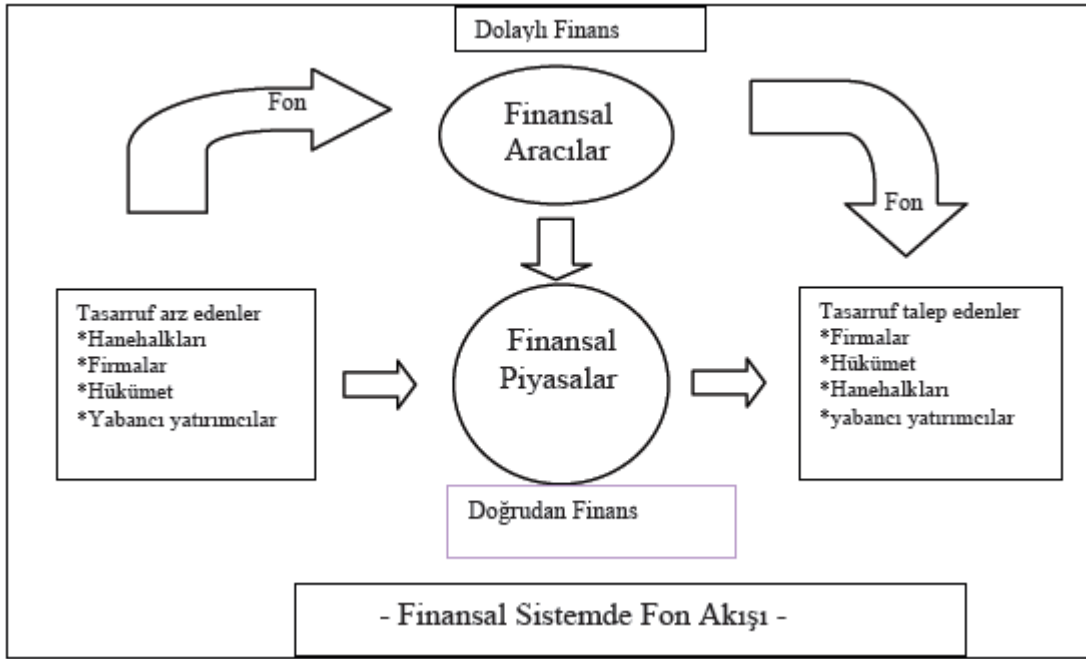 Dolaylı Finans
Fon
Finansal
Aracılar
Fon
Tasarruf arz edenler
*Hanehalkları
*Firmalar
*Hükümet
*Yabancı yatırımcılar
Finansal
Piyasalar
Tasarruf talep edenler
*Firmalar
*Hükümet
*Hanehalkları
*yabancı yatırımcılar
Doğrudan Finans
- Finansal Sistemde Fon Akışı -